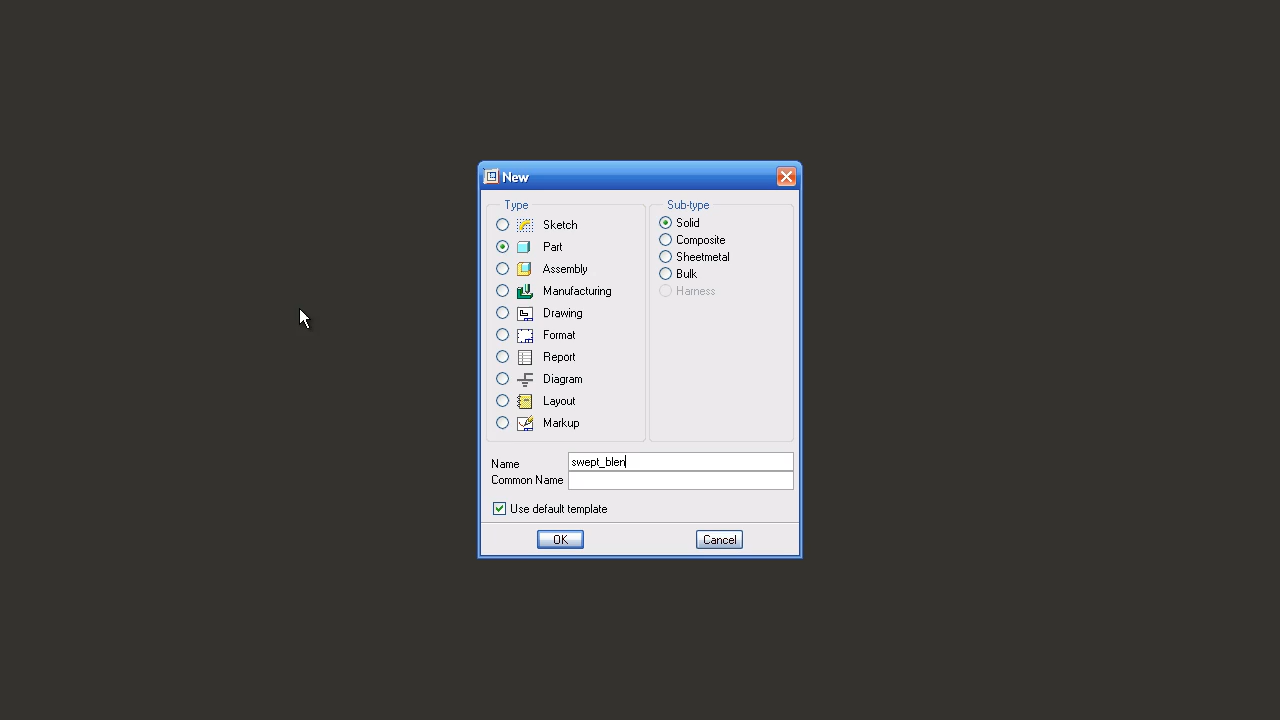 New
Type
Sketch
Part
Assembly
Manufacturing
Drawing
Format
Report
Diagram
Layout
Markup
Sub-type
Solid
Composite
Sheetmetal
Bulk
Harness
Name swept_blen
Common Name
Use default template
OK Cancel